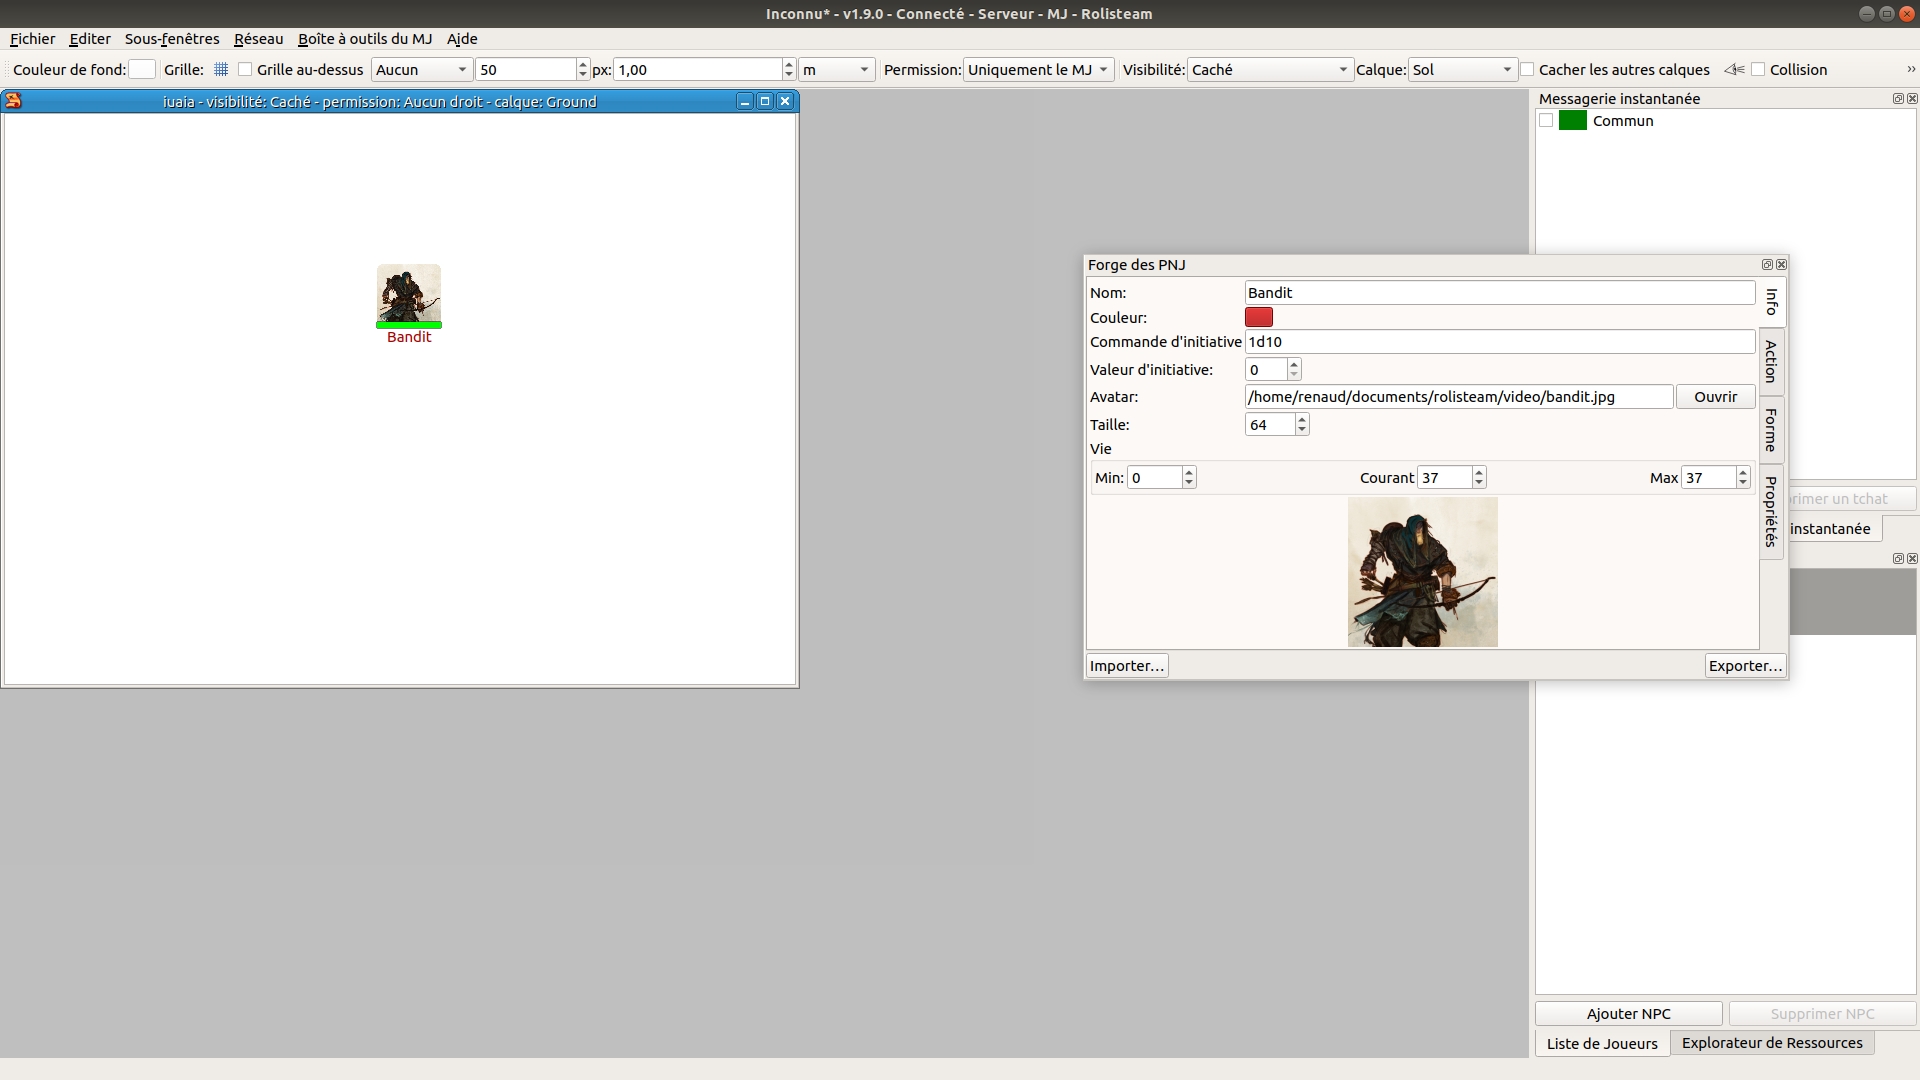 Inconnu* - v1.9.0 - Connecté - Serveur - MJ - Rolisteam
Fichier Editer Sous-fenêtres Réseau Boîte à outils du MJ Aide
Couleur de fond: Grille: Grille au-dessus Aucun 50 px: 1,00 m Permission: Uniquement le MJ Visibilité: Caché Calque: Sol Cacher les autres calques Collision
iuaia - visibilité: Caché - permission: Aucun droit - calque: Ground
Bandit
Messagerie instantanée
Commun
Forge des PNJ
Nom: Bandit
Couleur:
Commande d'initiative 1d10
Valeur d'initiative: 0
Avatar: /home/renaud/documents/rolisteam/video/bandit.jpg Ouvrir
Taille: 64
Vie
Min: 0 Courant 37 Max 37
Info
Action
Forme
Propriétés
Importer... Exporter...
primer un tchat
instantanée
Ajouter NPC Supprimer NPC
Liste de Joueurs Explorateur de Ressources